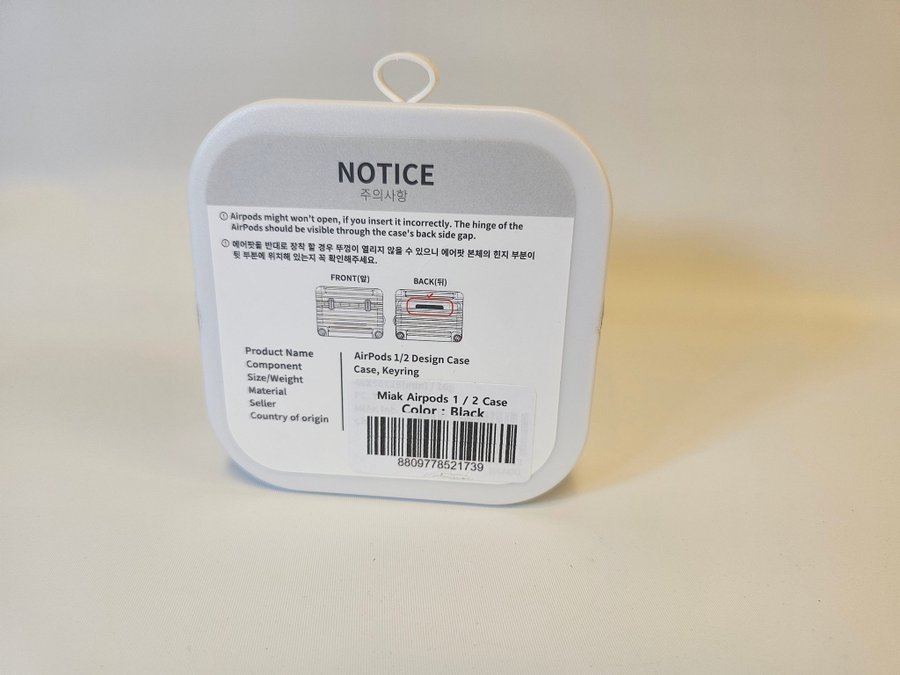 NOTICE
주의사항
① Airpods might won't open, if you insert it incorrectly. The hinge of the
AirPods should be visible through the case's back side gap.
① 에어팟을 반대로 장착 할 경우 뚜껑이 열리지 않을 수 있으니 에어팟 본체의 힌지 부분이
뒷 부분에 위치해 있는지 꼭 확인해주세요.
FRONT(앞) BACK(뒤)
Product Name AirPods 1/2 Design Case
Component Case, Keyring
Size/Weight
Material
Seller
Country of origin
Miak Airpods 1 / 2 Case
Color : Black
8809778521739